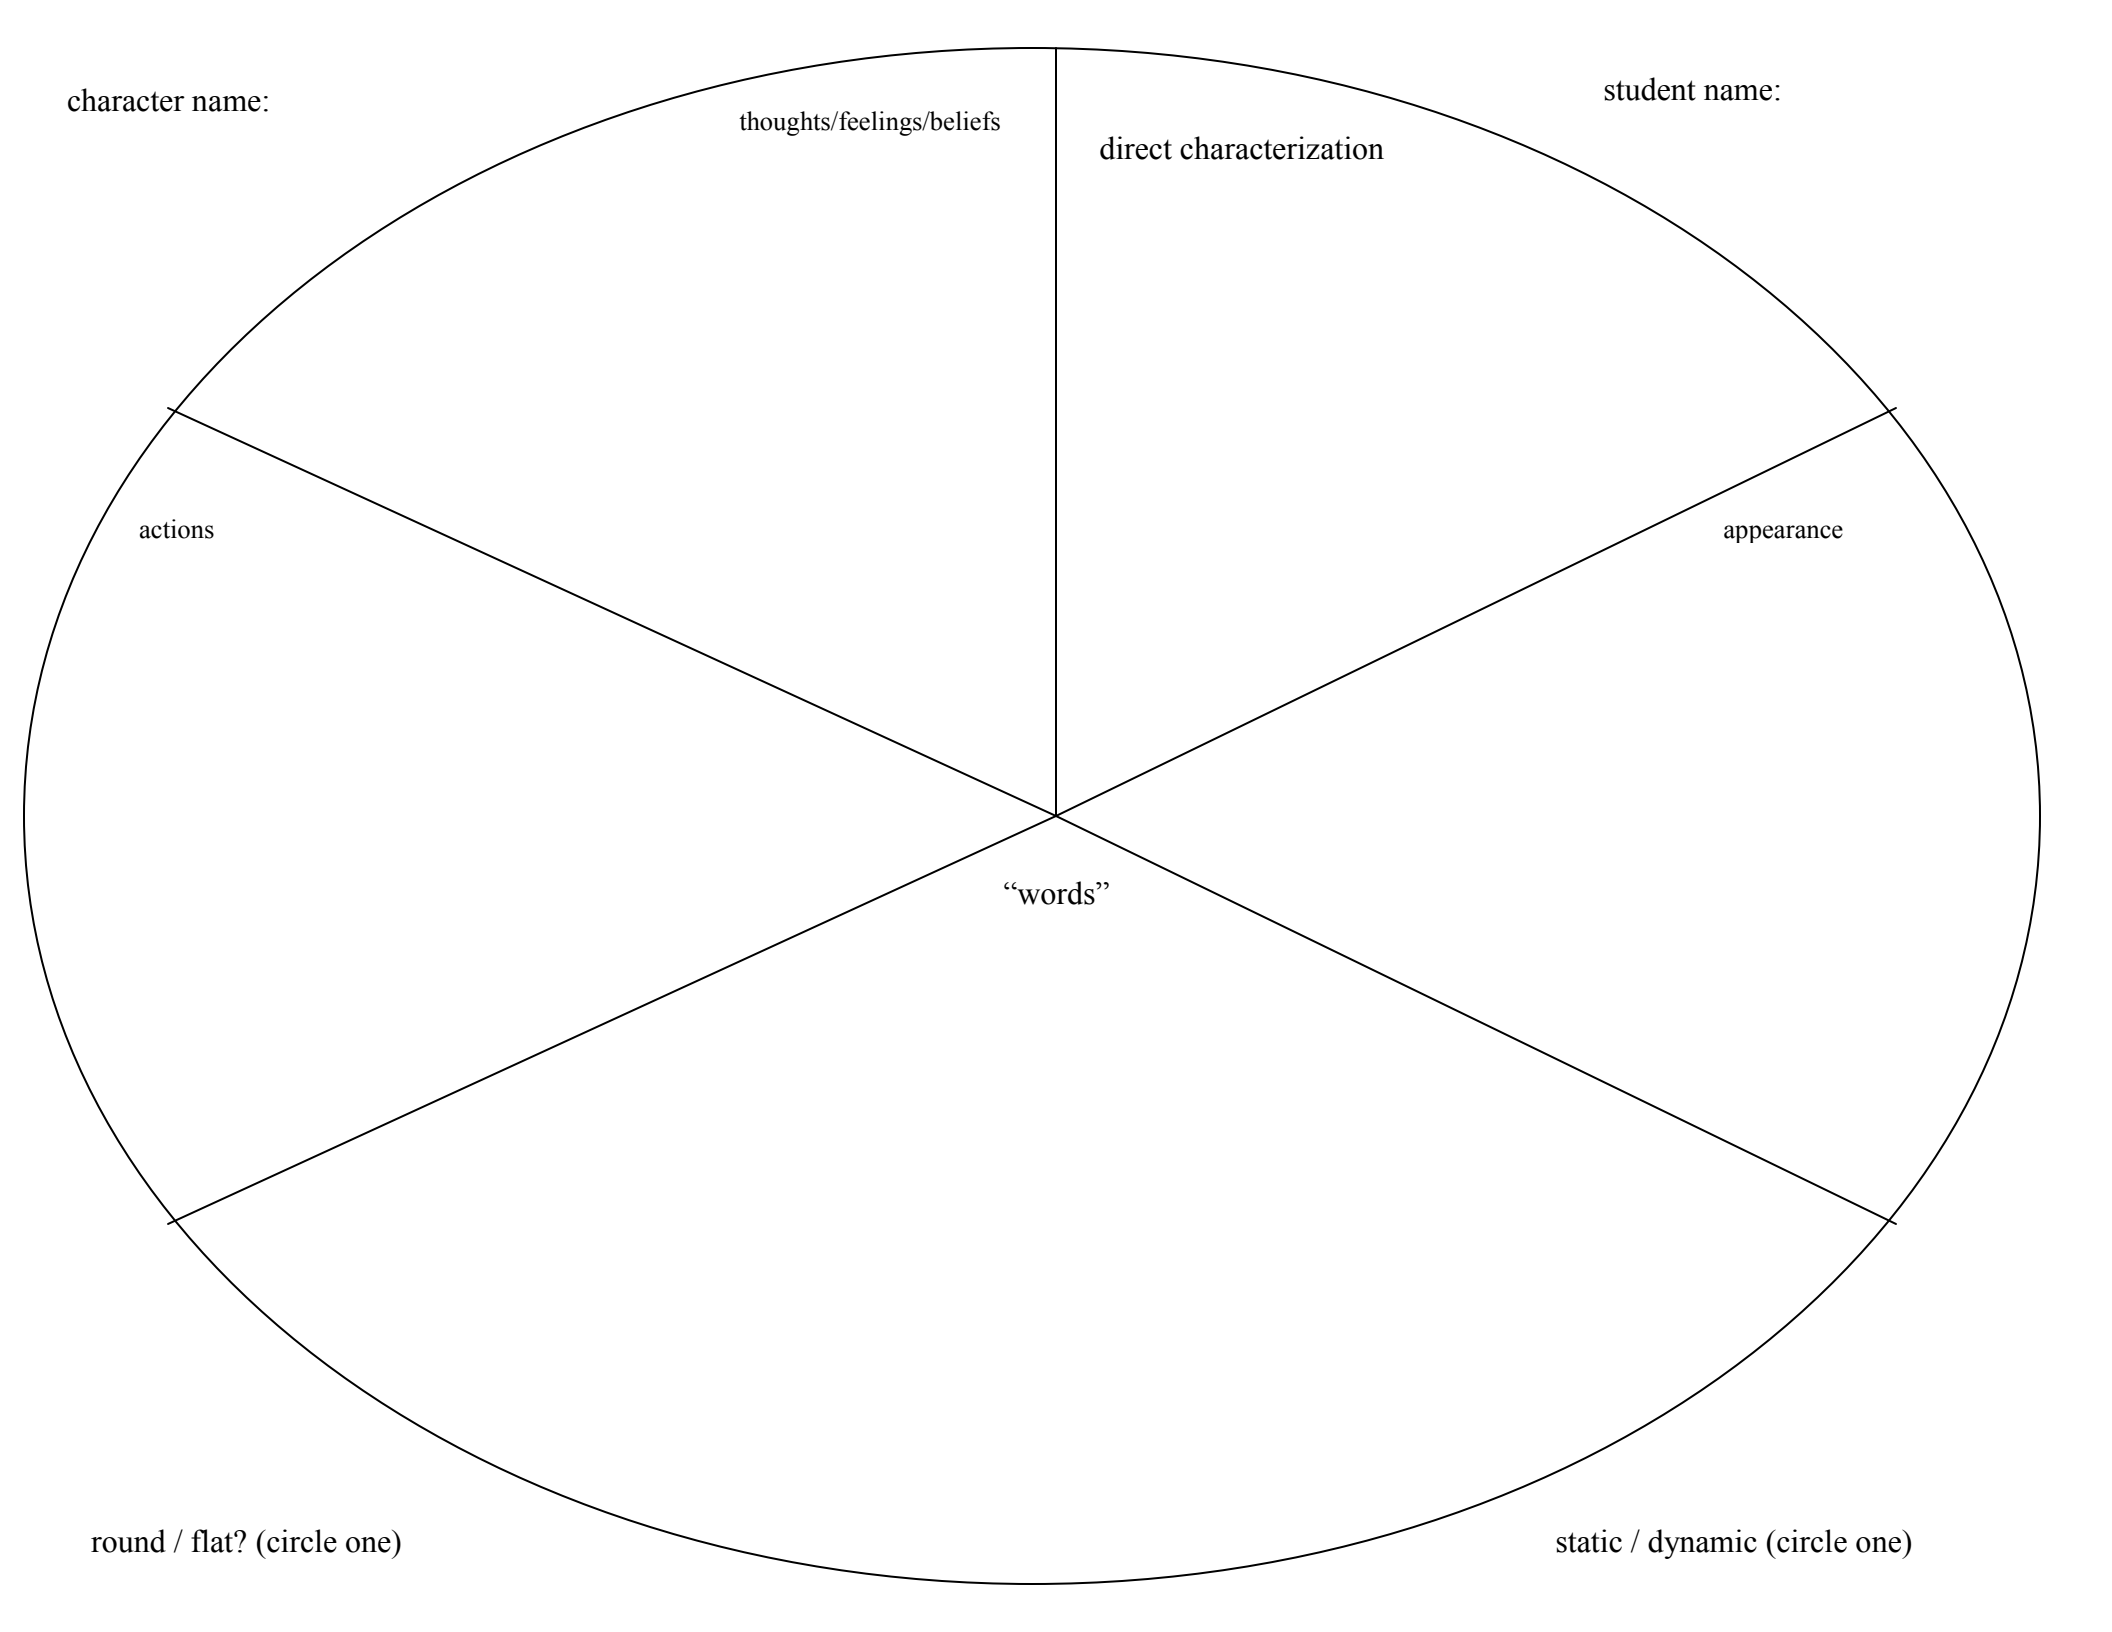 character name:
student name:
thoughts/feelings/beliefs
direct characterization
actions
appearance
“words”
round / flat? (circle one)
static / dynamic (circle one)